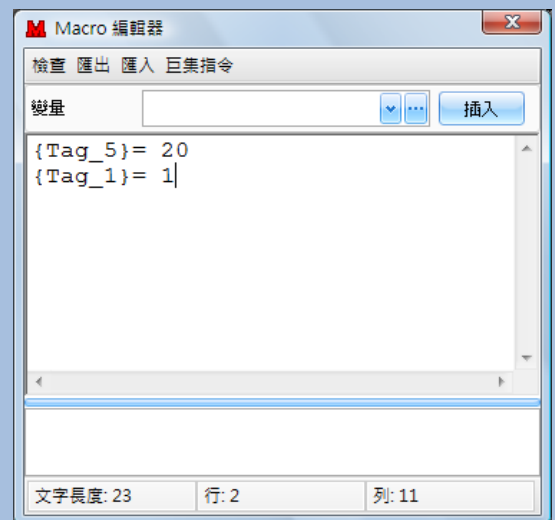 Macro 編輯器
檢查 匯出 匯入 巨集指令
變量 插入
{Tag_5}= 20
{Tag_1}= 1
文字長度: 23 行: 2 列: 11